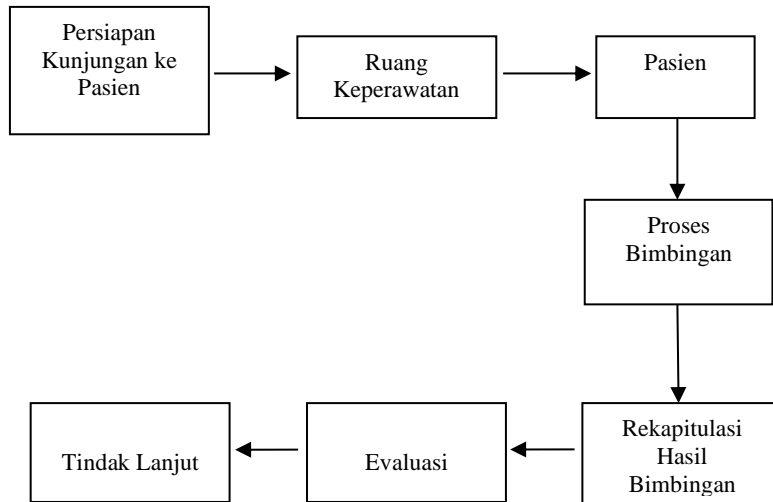 Persiapan
Kunjungan ke
Pasien
Ruang
Keperawatan
Pasien
Proses
Bimbingan
Rekapitulasi
Hasil
Bimbingan
Evaluasi
Tindak Lanjut